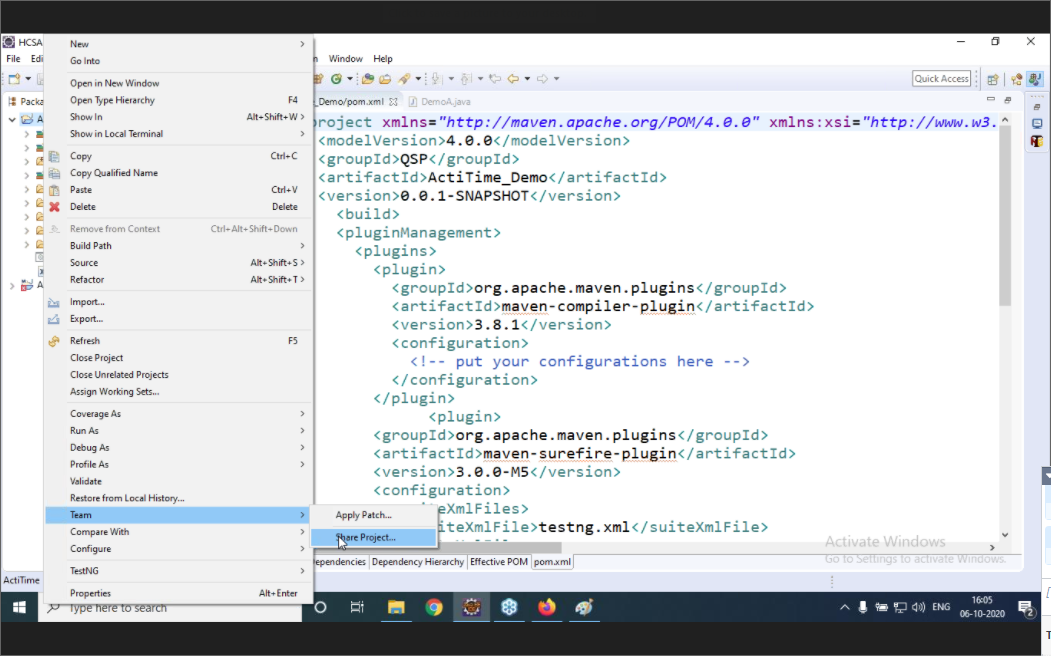 HCSA
File Edi
Window Help
Quick Access
Packa
_Demo/pom.xml DemoA.java
New
Go Into
Open in New Window
Open Type Hierarchy F4
Show In Alt+Shift+W
Show in Local Terminal
Copy Ctrl+C
Copy Qualified Name
Paste Ctrl+V
Delete Delete
Remove from Context Ctrl+Alt+Shift+Down
Build Path
Source Alt+Shift+S
Refactor Alt+Shift+T
Import...
Export...
Refresh F5
Close Project
Close Unrelated Projects
Assign Working Sets...
Coverage As
Run As
Debug As
Profile As
Validate
Restore from Local History...
Team
Compare With
Configure
TestNG
Properties Alt+Enter
Apply Patch...
Share Project...
project xmlns="http://maven.apache.org/POM/4.0.0" xmlns:xsi="http://www.w3.
<modelVersion>4.0.0</modelVersion>
<groupId>QSP</groupId>
<artifactId>ActiTime_Demo</artifactId>
<version>0.0.1-SNAPSHOT</version>
<build>
<pluginManagement>
<plugins>
<plugin>
<groupId>org.apache.maven.plugins</groupId>
<artifactId>maven-compiler-plugin</artifactId>
<version>3.8.1</version>
<configuration>
<!-- put your configurations here -->
</configuration>
</plugin>
<plugin>
<groupId>org.apache.maven.plugins</groupId>
<artifactId>maven-surefire-plugin</artifactId>
<version>3.0.0-M5</version>
<configuration>
teXmlFiles>
iteXmlFile>testng.xml</suiteXmlFile>
Activate Windows
Go to Settings to activate Windows.
ependencies Dependency Hierarchy Effective POM pom.xml
ActiTime
Type here to search
ENG
16:05
06-10-2020
2